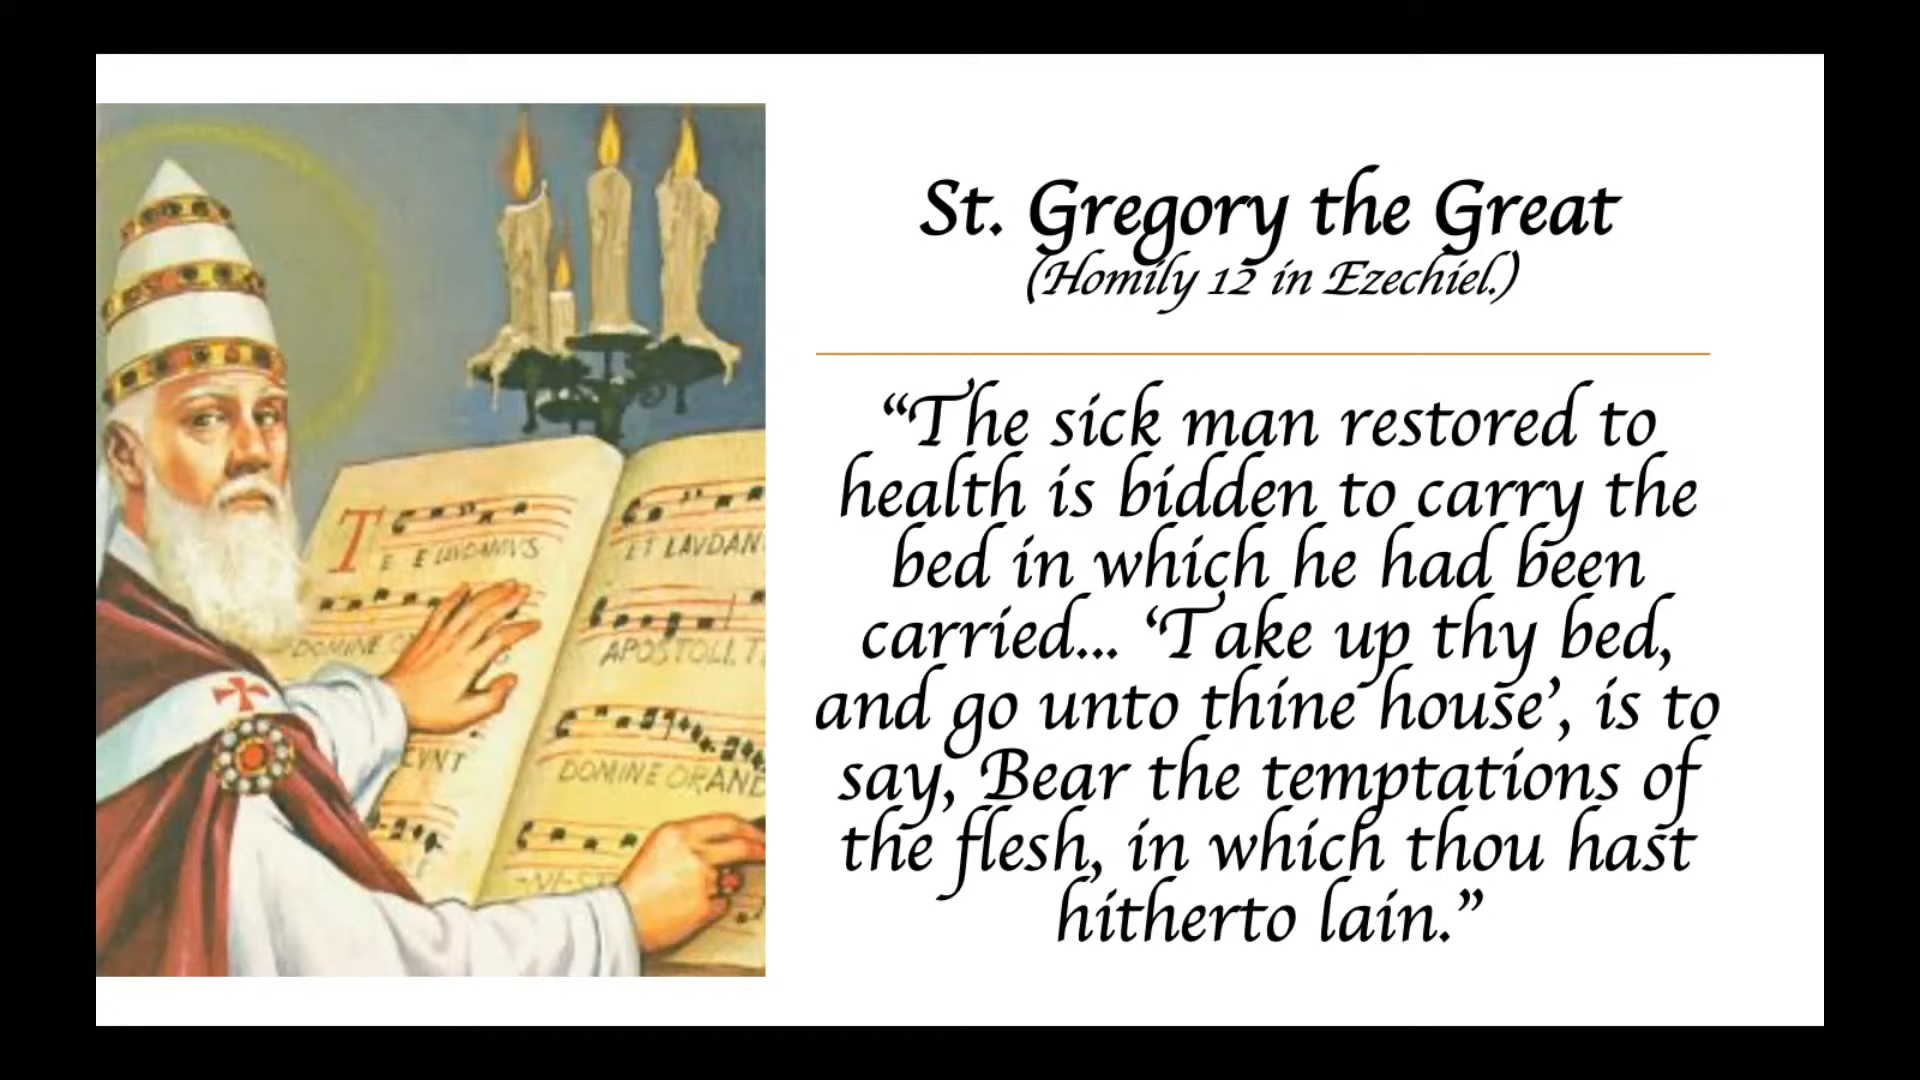 St. Gregory the Great
(Homily 12 in Ezechiel.)
“The sick man restored to
health is bidden to carry the
bed in which he had been
carried... ‘Take up thy bed,
and go unto thine house’, is to
say, Bear the temptations of
the flesh, in which thou hast
hitherto lain.”
T
E E
ET LAVDAN
DOMINE
APOSTOLI
CVNT
DOMINE ORAND